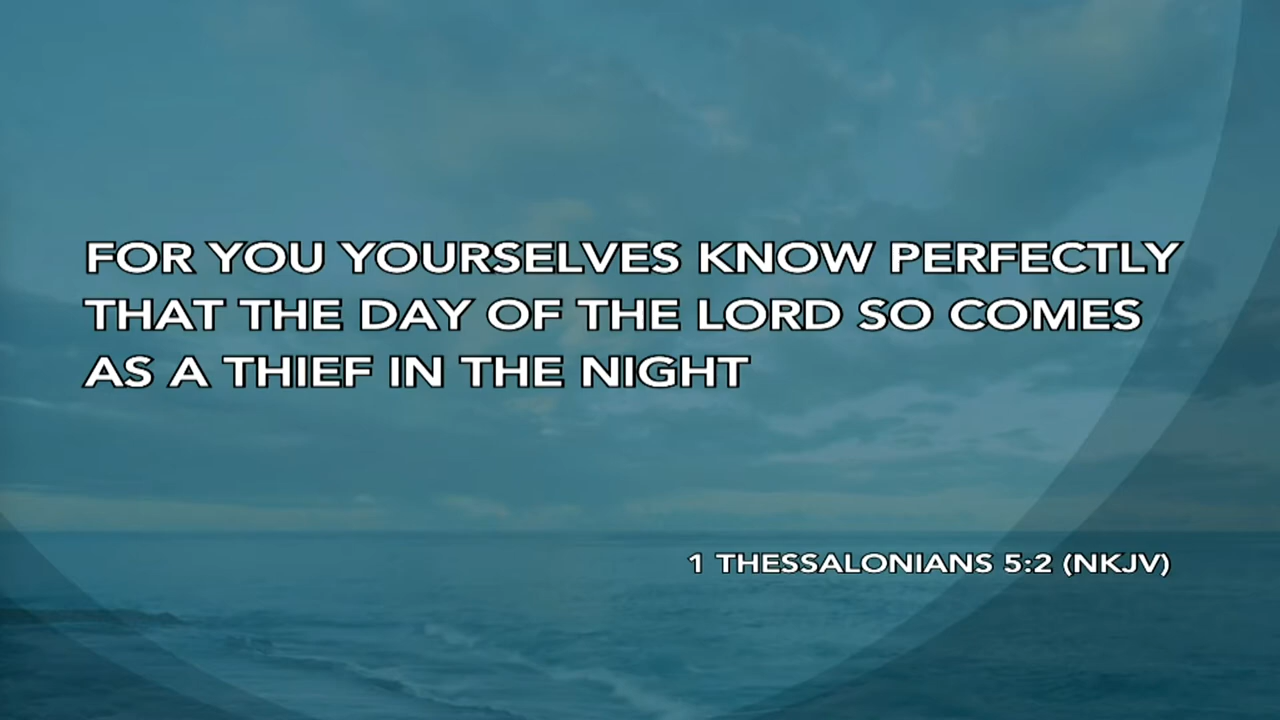 FOR YOU YOURSELVES KNOW PERFECTLY
THAT THE DAY OF THE LORD SO COMES
AS A THIEF IN THE NIGHT
1 THESSALONIANS 5:2 (NKJV)